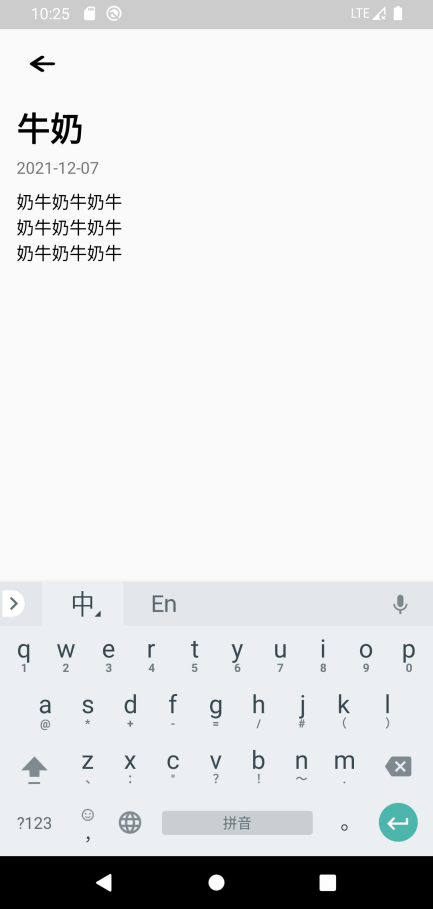 10:25 LTE
牛奶
2021-12-07
奶牛奶牛奶牛
奶牛奶牛奶牛
奶牛奶牛奶牛
中 En
q w e r t y u i o p
1 2 3 4 5 6 7 8 9 0
a s d f g h j k l
@ * + - = / # （ ）
z x c v b n m
、 : " ? ! ～ .
?123 , 拼音 。